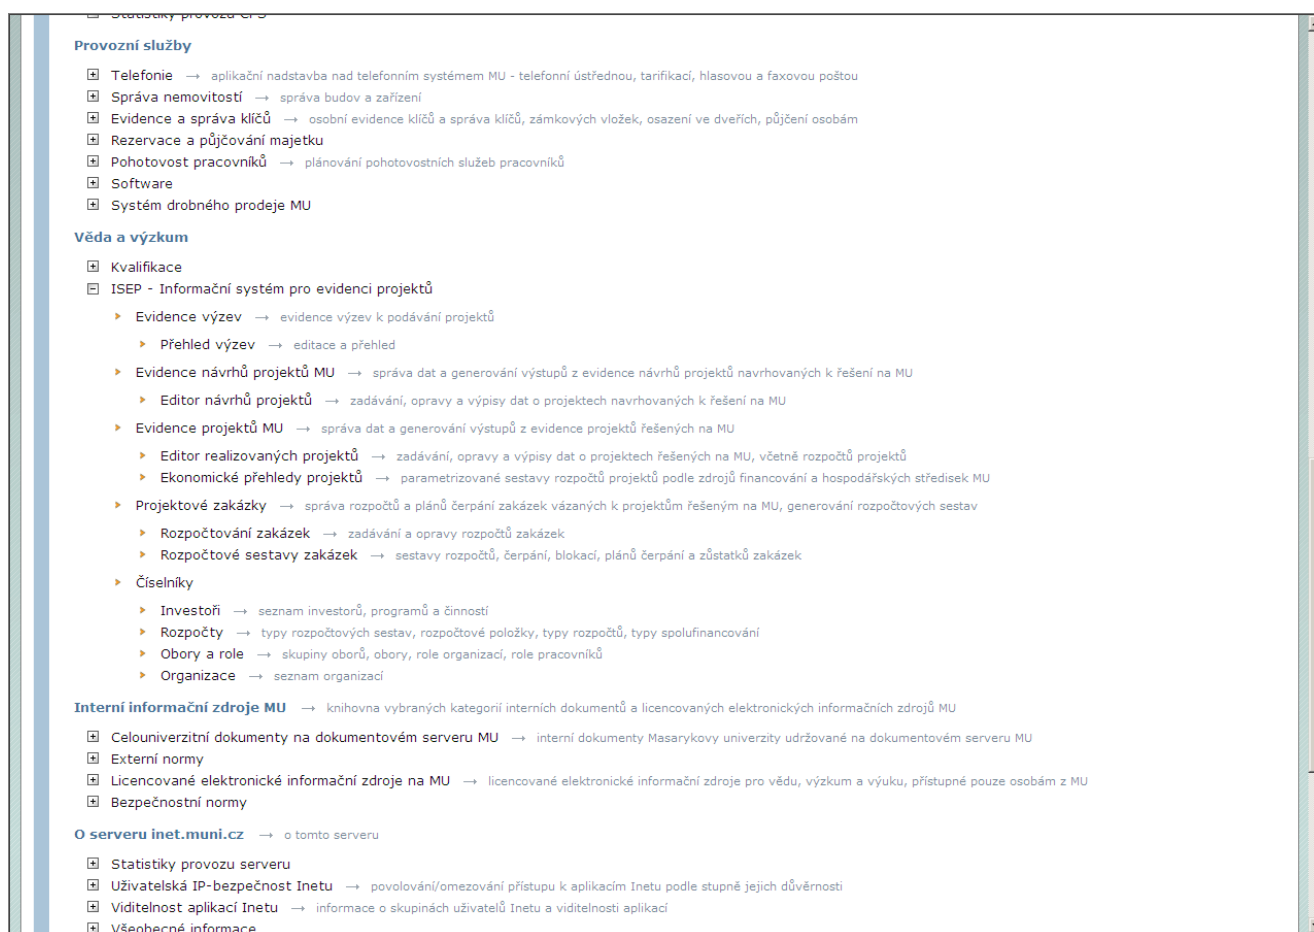 Statistiky provozu CPS
Provozní služby
Telefonie → aplikační nadstavba nad telefonním systémem MU - telefonní ústřednou, tarifikací, hlasovou a faxovou poštou
Správa nemovitostí → správa budov a zařízení
Evidence a správa klíčů → osobní evidence klíčů a správa klíčů, zámkových vložek, osazení ve dveřích, půjčení osobám
Rezervace a půjčování majetku
Pohotovost pracovníků → plánování pohotovostních služeb pracovníků
Software
Systém drobného prodeje MU
Věda a výzkum
Kvalifikace
ISEP - Informační systém pro evidenci projektů
Evidence výzev → evidence výzev k podávání projektů
Přehled výzev → editace a přehled
Evidence návrhů projektů MU → správa dat a generování výstupů z evidence návrhů projektů navrhovaných k řešení na MU
Editor návrhů projektů → zadávání, opravy a výpisy dat o projektech navrhovaných k řešení na MU
Evidence projektů MU → správa dat a generování výstupů z evidence projektů řešených na MU
Editor realizovaných projektů → zadávání, opravy a výpisy dat o projektech řešených na MU, včetně rozpočtů projektů
Ekonomické přehledy projektů → parametrizované sestavy rozpočtů projektů podle zdrojů financování a hospodářských středisek MU
Projektové zakázky → správa rozpočtů a plánů čerpání zakázek vázaných k projektům řešeným na MU, generování rozpočtových sestav
Rozpočtování zakázek → zadávání a opravy rozpočtů zakázek
Rozpočtové sestavy zakázek → sestavy rozpočtů, čerpání, blokací, plánů čerpání a zůstatků zakázek
Číselníky
Investoři → seznam investorů, programů a činností
Rozpočty → typy rozpočtových sestav, rozpočtové položky, typy rozpočtů, typy spolufinancování
Obory a role → skupiny oborů, obory, role organizací, role pracovníků
Organizace → seznam organizací
Interní informační zdroje MU → knihovna vybraných kategorií interních dokumentů a licencovaných elektronických informačních zdrojů MU
Celouniverzitní dokumenty na dokumentovém serveru MU → interní dokumenty Masarykovy univerzity udržované na dokumentovém serveru MU
Externí normy
Licencované elektronické informační zdroje na MU → licencované elektronické informační zdroje pro vědu, výzkum a výuku, přístupné pouze osobám z MU
Bezpečnostní normy
O serveru inet.muni.cz → o tomto serveru
Statistiky provozu serveru
Uživatelská IP-bezpečnost Inetu → povolování/omezování přístupu k aplikacím Inetu podle stupně jejich důvěrnosti
Viditelnost aplikací Inetu → informace o skupinách uživatelů Inetu a viditelnosti aplikací
Všeobecné informace